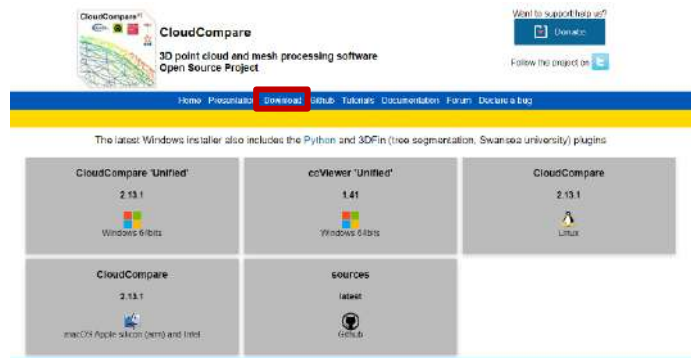 CloudCompare
CloudCompare
3D point cloud and mesh processing software
Open Source Project
Want to support/help us?
Donate
Follow the project on
Home Presentation Download Github Tutorials Documentation Forum Declare a bug
The latest Windows installer also includes the Python and 3DFin (tree segmentation, Swansea university) plugins
CloudCompare 'Unified'
2.13.1
Windows 64bits
ccViewer 'Unified'
1.41
Windows 64bits
CloudCompare
2.13.1
Linux
CloudCompare
2.13.1
macOS Apple silicon (arm) and Intel
sources
latest
Github